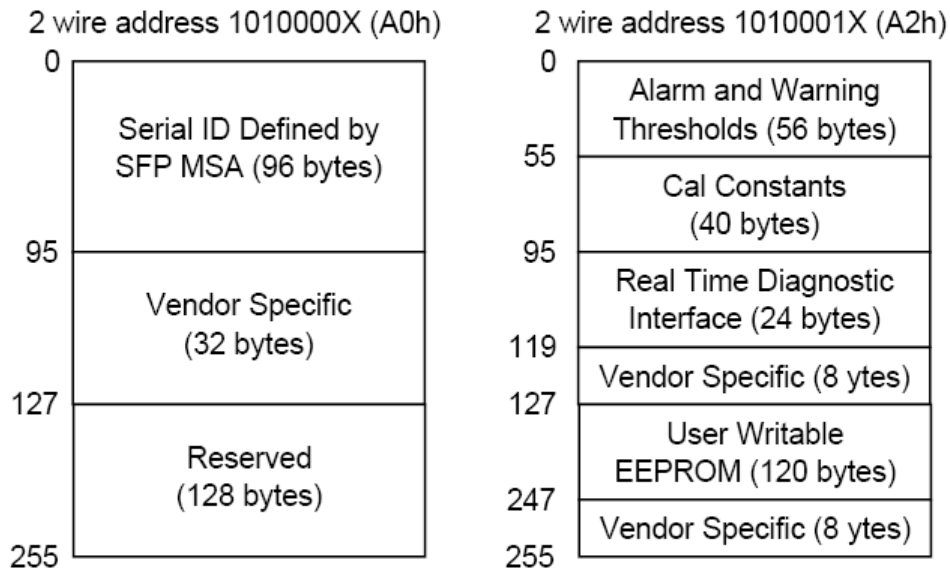 2 wire address 1010000X (A0h)
0
Serial ID Defined by
SFP MSA (96 bytes)
95
Vendor Specific
(32 bytes)
127
Reserved
(128 bytes)
255
2 wire address 1010001X (A2h)
0
Alarm and Warning
Thresholds (56 bytes)
55
Cal Constants
(40 bytes)
95
Real Time Diagnostic
Interface (24 bytes)
119
Vendor Specific (8 ytes)
127
User Writable
EEPROM (120 bytes)
247
Vendor Specific (8 ytes)
255